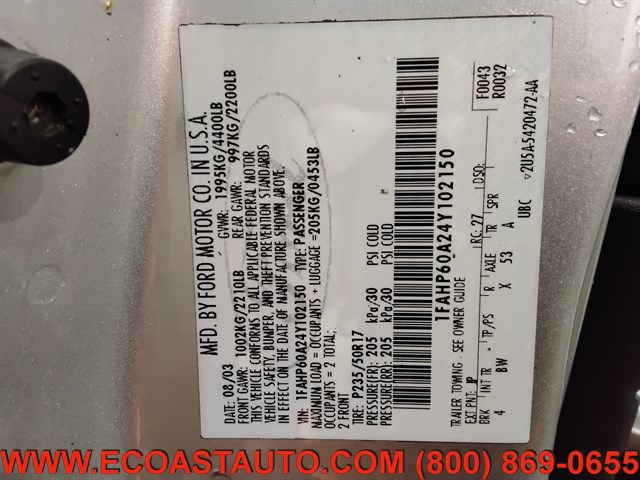 MFD. BY FORD MOTOR CO. IN U.S.A.
DATE: 08/03 GVWR: 1995KG/4400LB
FRONT GAWR: 1002KG/2210LB REAR GAWR: 997KG/2200LB
THIS VEHICLE CONFORMS TO ALL APPLICABLE FEDERAL MOTOR
VEHICLE SAFETY, BUMPER, AND THEFT PREVENTION STANDARDS
IN EFFECT ON THE DATE OF MANUFACTURE SHOWN ABOVE.
VIN: 1FAHP60A24Y102150 TYPE: PASSENGER
MAXIMUM LOAD = OCCUPANTS + LUGGAGE =205KG/0453LB
OCCUPANTS = 2 TOTAL;
2 FRONT
TIRE: P235/50R17
PRESSURE(FR): 205 kPa/30 PSI COLD
PRESSURE(RR): 205 kPa/30 PSI COLD
1FAHP60A24Y102150
F0043
R0032
TRAILER TOWING - SEE OWNER GUIDE
EXT PNT: JP RC: 27 LDSO:
BRK INT TR TP/PS R AXLE TR SPR
4 BW X 53 A
UBC
▽2U5A-5420472-AA
WWW.ECOASTAUTO.COM (800) 869-0655